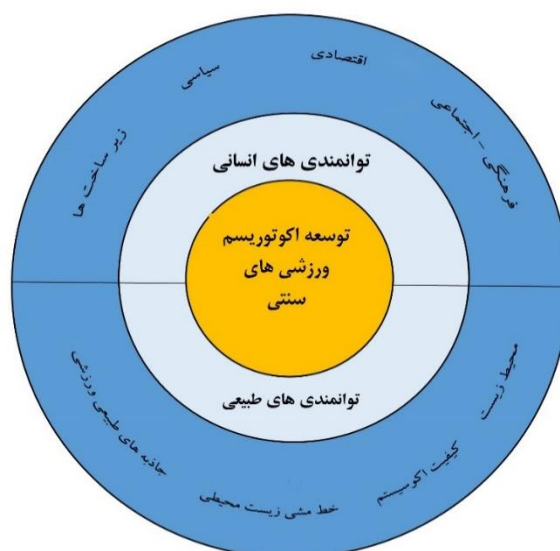 اقتصادی
سیاسی
زیر ساخت ها
فرهنگی - اجتماعی
توانمندی های انسانی
توسعه اکوتوریسم
ورزشی های
سنتی
توانمندی های طبیعی
محیط زیست
کیفیت اکوسیستم
خط مشی زیست محیطی
جاذبه های طبیعی ورزشی